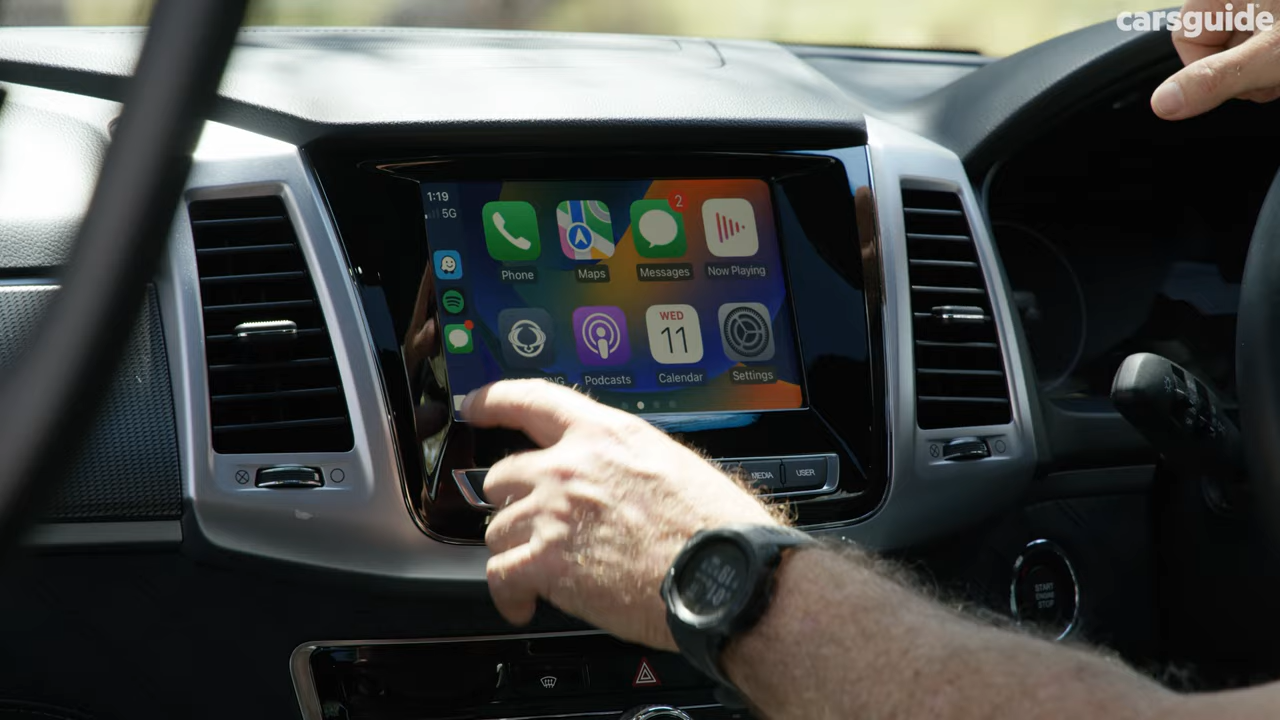 carsguide
1:19
5G
2
Phone
Maps
Messages
Now Playing
WED
11
Podcasts
Calendar
Settings
MEDIA
USER
START
ENGINE
STOP